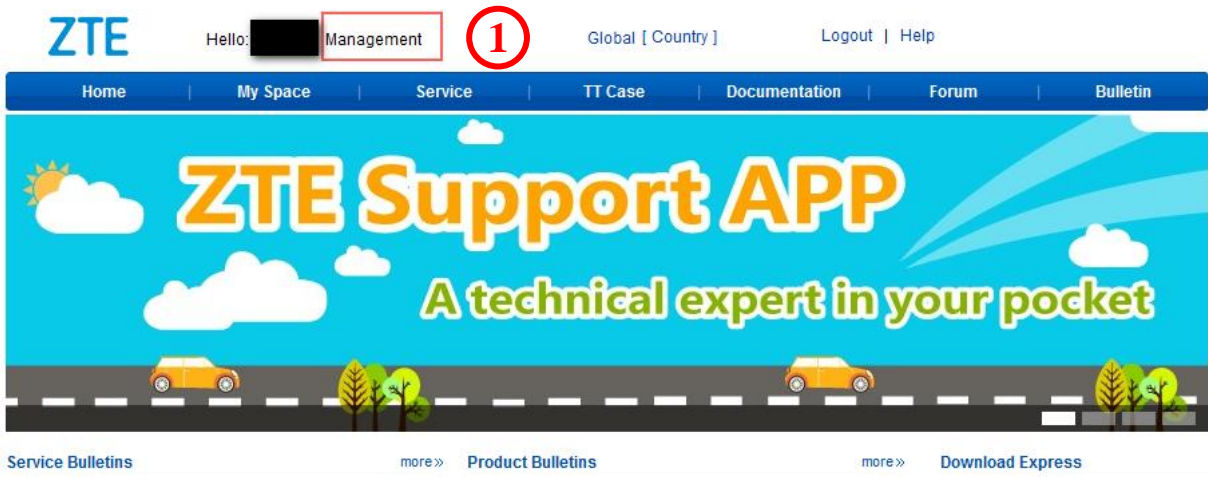 ZTE Hello: Management 1 Global [ Country ] Logout | Help
Home | My Space | Service | TT Case | Documentation | Forum | Bulletin
ZTE Support APP
A technical expert in your pocket
Service Bulletins more» Product Bulletins more» Download Express